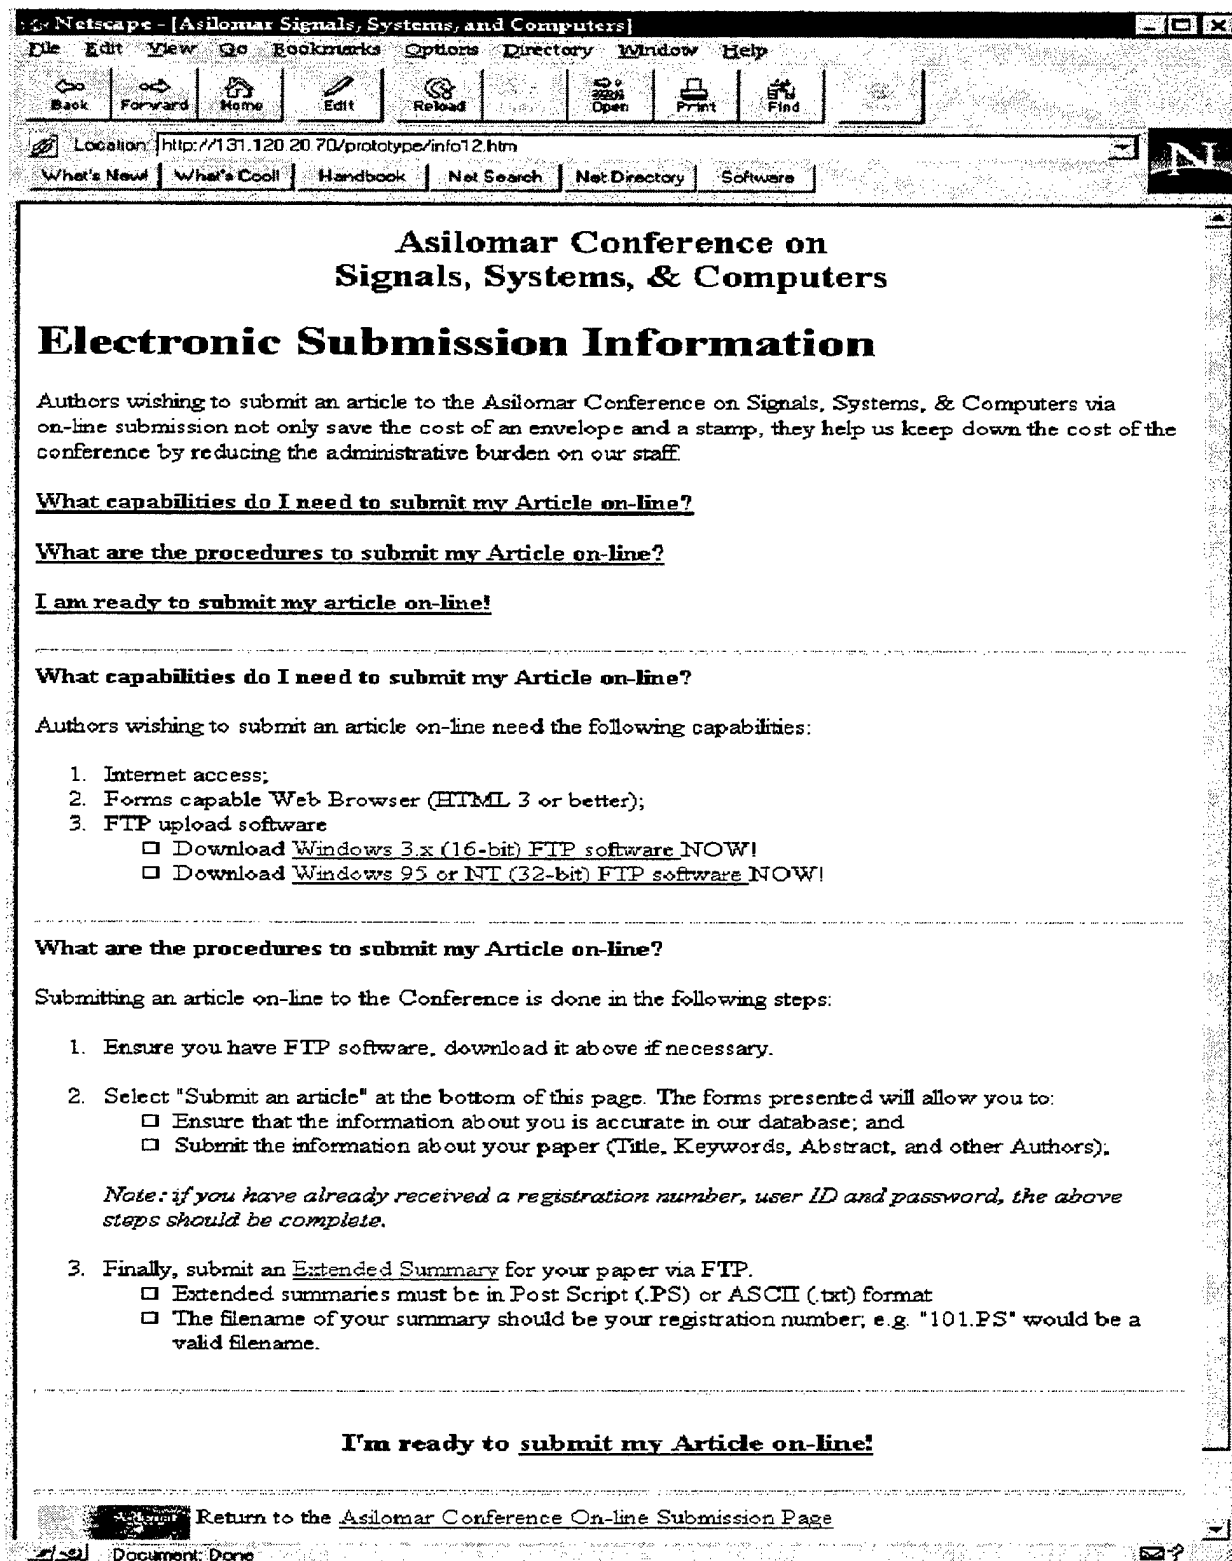 Netscape - [Asilomar Signals, Systems, and Computers]
File Edit View Go Bookmarks Options Directory Window Help
Back Forward Home Edit Reload Open Print Find
Location: http://131.120.20.70/prototype/info12.htm
What's New! What's Cool! Handbook Net Search Net Directory Software
N
Asilomar Conference on
Signals, Systems, & Computers
Electronic Submission Information
Authors wishing to submit an article to the Asilomar Conference on Signals, Systems, & Computers via
on-line submission not only save the cost of an envelope and a stamp, they help us keep down the cost of the
conference by reducing the administrative burden on our staff.
What capabilities do I need to submit my Article on-line?
What are the procedures to submit my Article on-line?
I am ready to submit my article on-line!
What capabilities do I need to submit my Article on-line?
Authors wishing to submit an article on-line need the following capabilities:
1. Internet access;
2. Forms capable Web Browser (HTML 3 or better);
3. FTP upload software
Download Windows 3.x (16-bit) FTP software NOW!
Download Windows 95 or NT (32-bit) FTP software NOW!
What are the procedures to submit my Article on-line?
Submitting an article on-line to the Conference is done in the following steps:
1. Ensure you have FTP software, download it above if necessary.
2. Select "Submit an article" at the bottom of this page. The forms presented will allow you to:
Ensure that the information about you is accurate in our database; and
Submit the information about your paper (Title, Keywords, Abstract, and other Authors);
Note: if you have already received a registration number, user ID and password, the above
steps should be complete.
3. Finally, submit an Extended Summary for your paper via FTP.
Extended summaries must be in Post Script (.PS) or ASCII (.txt) format
The filename of your summary should be your registration number; e.g. "101.PS" would be a
valid filename.
I'm ready to submit my Article on-line!
Return to the Asilomar Conference On-line Submission Page
Document: Done